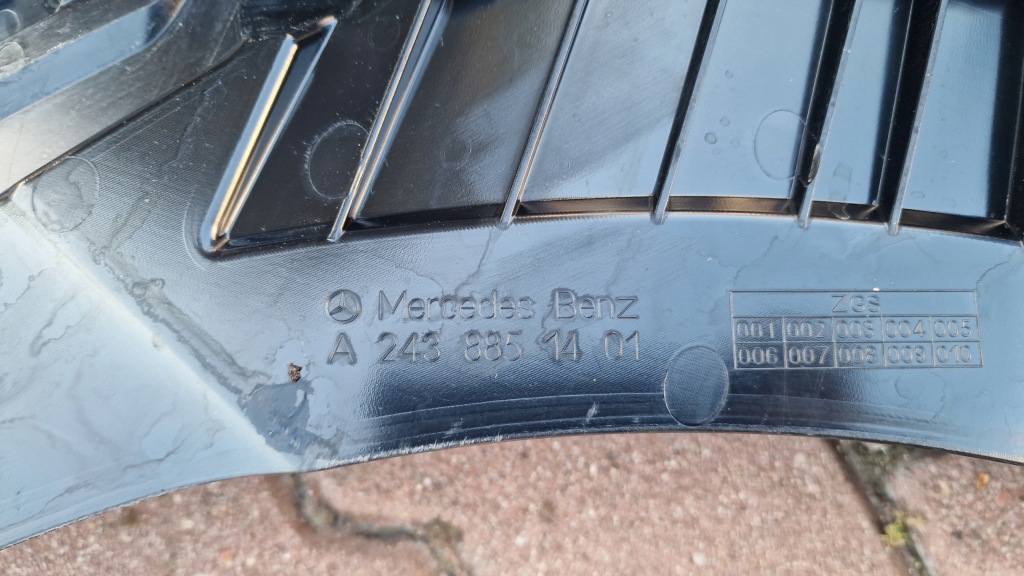 Mercedes Benz
A 243 885 14 01
ZGS
001 002 003 004 005
006 007 008 009 010